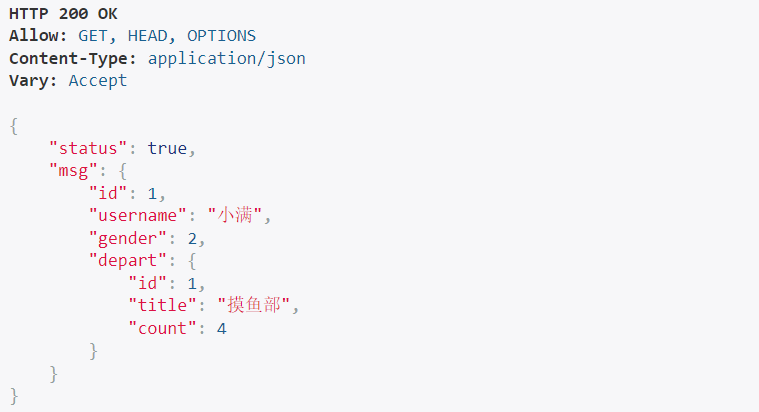 HTTP 200 OK
Allow: GET, HEAD, OPTIONS
Content-Type: application/json
Vary: Accept

{
    "status": true,
    "msg": {
        "id": 1,
        "username": "小满",
        "gender": 2,
        "depart": {
            "id": 1,
            "title": "摸鱼部",
            "count": 4
        }
    }
}